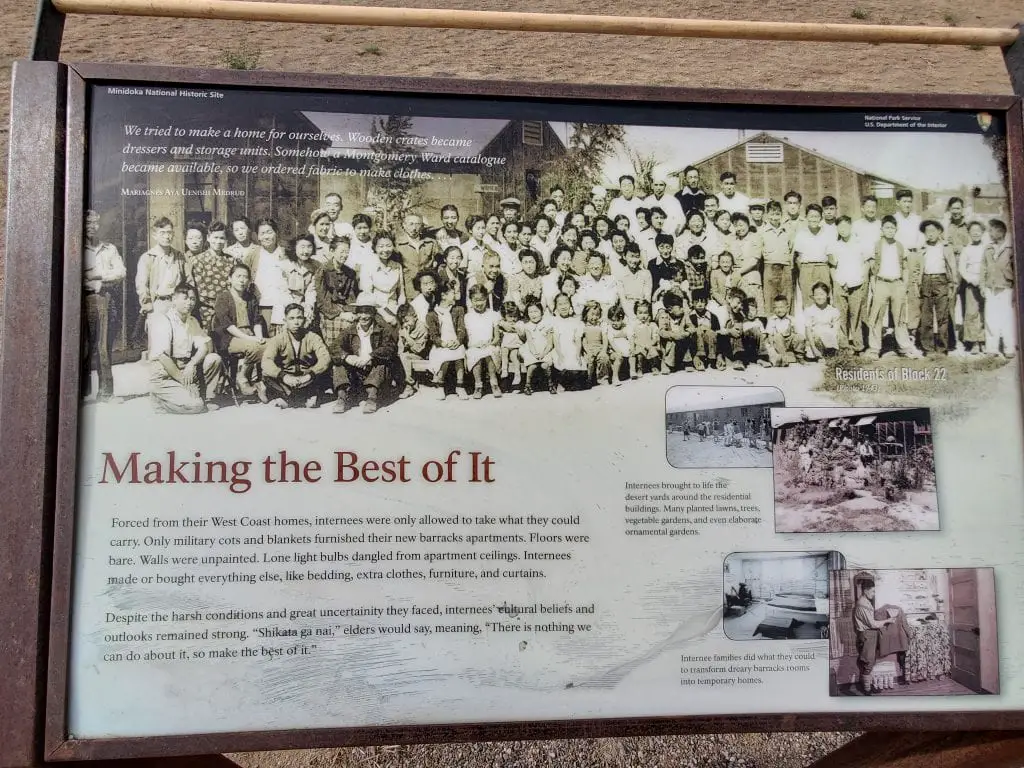 Minidoka National Historic Site
National Park Service
U.S. Department of the Interior
We tried to make a home for ourselves. Wooden crates became
dressers and storage units. Somehow a Montgomery Ward catalogue
became available, so we ordered fabric to make clothes. . . .
Mariagnes Aya Uenishi Medrud
Residents of Block 22
Making the Best of It
Forced from their West Coast homes, internees were only allowed to take what they could
carry. Only military cots and blankets furnished their new barracks apartments. Floors were
bare. Walls were unpainted. Lone light bulbs dangled from apartment ceilings. Internees
made or bought everything else, like bedding, extra clothes, furniture, and curtains.
Despite the harsh conditions and great uncertainity they faced, internees' cultural beliefs and
outlooks remained strong. "Shikata ga nai," elders would say, meaning, "There is nothing we
can do about it, so make the best of it."
Internees brought to life the
desert yards around the residential
buildings. Many planted lawns, trees,
vegetable gardens, and even elaborate
ornamental gardens.
Internee families did what they could
to transform dreary barracks rooms
into temporary homes.